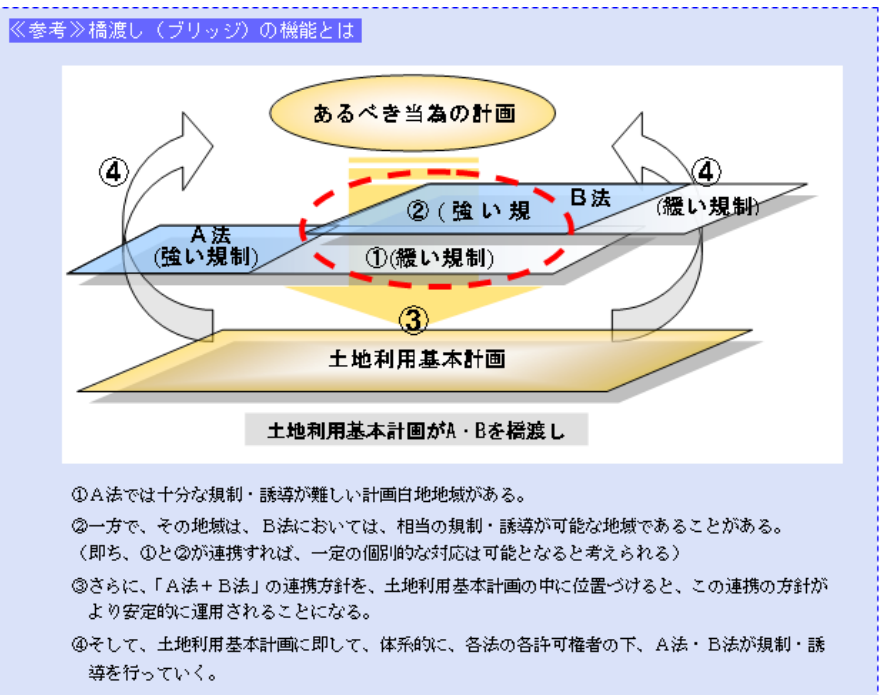 ≪参考≫橋渡し（ブリッジ）の機能とは
あるべき当為の計画
④
④
②(強い規
B法
(緩い規制)
A法
(強い規制)
①(緩い規制)
③
土地利用基本計画
土地利用基本計画がA・Bを橋渡し
①A法では十分な規制・誘導が難しい計画白地地域がある。
②一方で、その地域は、B法においては、相当の規制・誘導が可能な地域であることがある。
（即ち、①と②が連携すれば、一定の個別的な対応は可能となると考えられる）
③さらに、「A法＋B法」の連携方針を、土地利用基本計画の中に位置づけると、この連携の方針が
より安定的に運用されることになる。
④そして、土地利用基本計画に即して、体系的に、各法の各許可権者の下、A法・B法が規制・誘
導を行っていく。